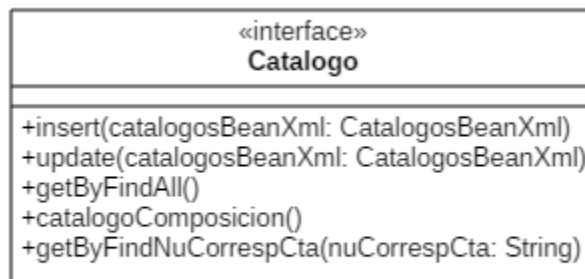 «interface»
Catalogo
+insert(catalogosBeanXml: CatalogosBeanXml)
+update(catalogosBeanXml: CatalogosBeanXml)
+getByFindAll()
+catalogoComposicion()
+getByFindNuCorrespCta(nuCorrespCta: String)